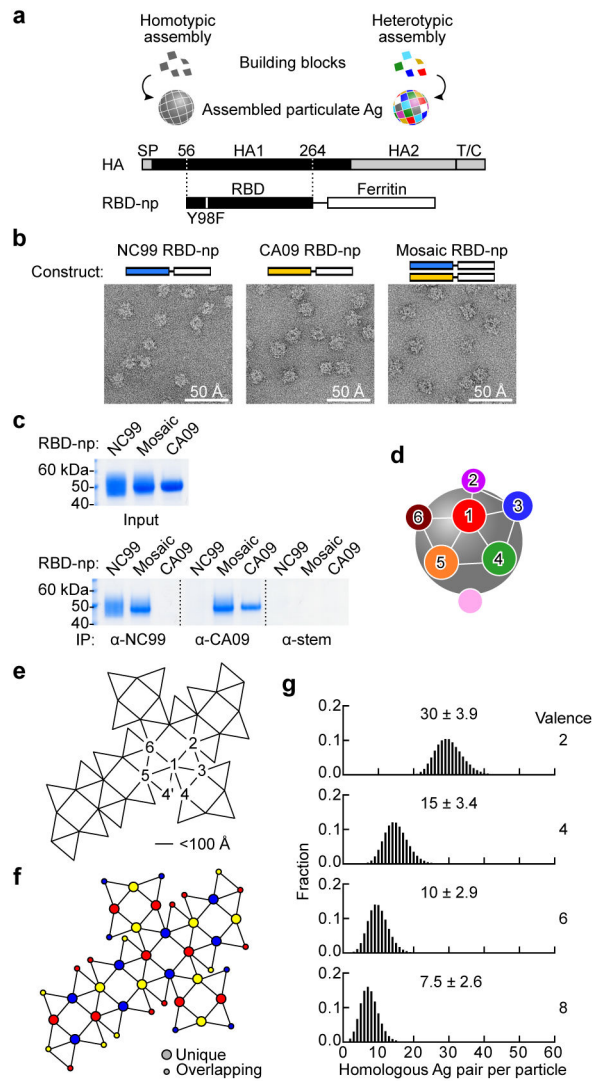 a
Homotypic assembly
Heterotypic assembly
Building blocks
Assembled particulate Ag
SP 56 HA1 264 HA2 T/C
HA
RBD Ferritin
RBD-np
Y98F
b
NC99 RBD-np CA09 RBD-np Mosaic RBD-np
Construct:
50 Å 50 Å 50 Å
c
RBD-np: NC99 Mosaic CA09
60 kDa-
50-
40-
Input
RBD-np: NC99 Mosaic CA09 NC99 Mosaic CA09 NC99 Mosaic CA09
60 kDa-
50-
40-
IP: α-NC99 α-CA09 α-stem
d
2
6 1 3
5 4
e
6 2
1
5 3
4' 4
<100 Å
f
Unique
Overlapping
g
0.2 30 ± 3.9 Valence
0.1 2
0.0
0.2 15 ± 3.4
0.1 4
0.0
Fraction
0.2 10 ± 2.9
0.1 6
0.0
0.2 7.5 ± 2.6
0.1 8
0.0
0 10 20 30 40 50 60
Homologous Ag pair per particle